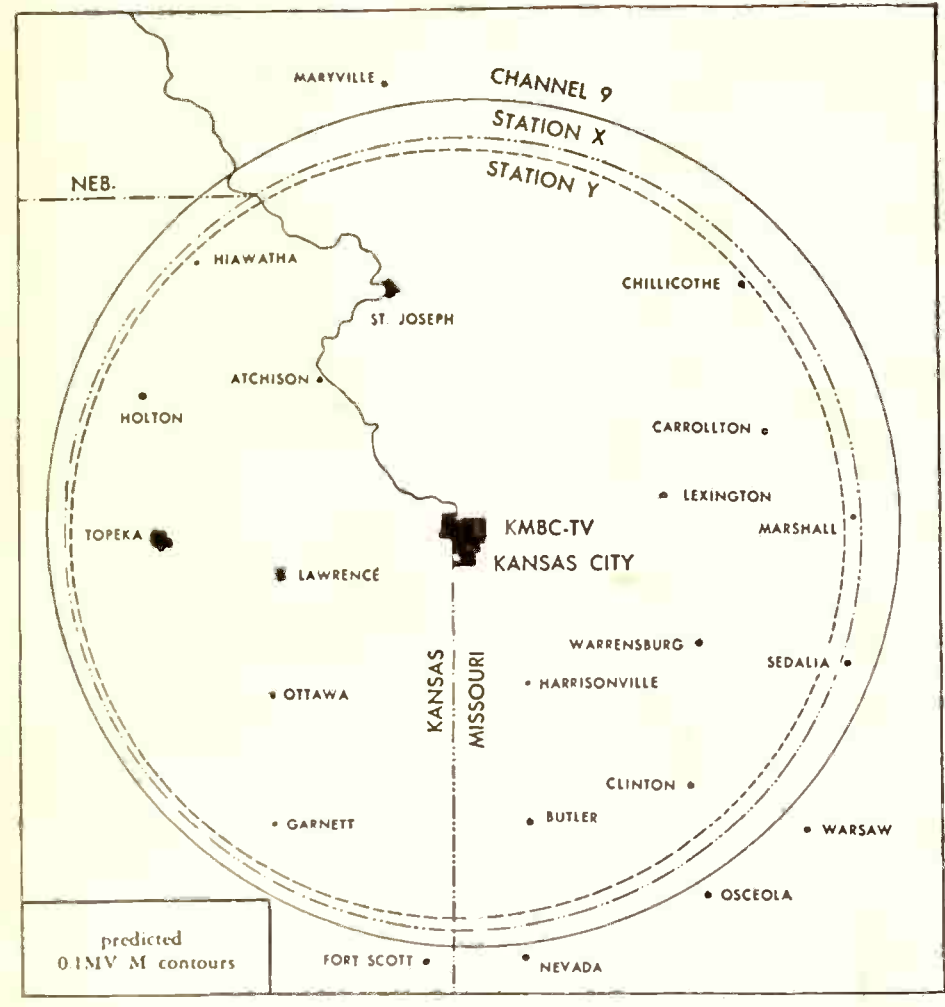 MARYVILLE
CHANNEL 9
STATION X
STATION Y
NEB.
HIAWATHA
CHILLICOTHE
ST. JOSEPH
ATCHISON
HOLTON
CARROLLTON
LEXINGTON
MARSHALL
TOPEKA
KMBC-TV
KANSAS CITY
LAWRENCE
WARRENSBURG
SEDALIA
KANSAS
MISSOURI
HARRISONVILLE
OTTAWA
CLINTON
BUTLER
GARNETT
WARSAW
OSCEOLA
predicted
0.1MV M contours
FORT SCOTT
NEVADA